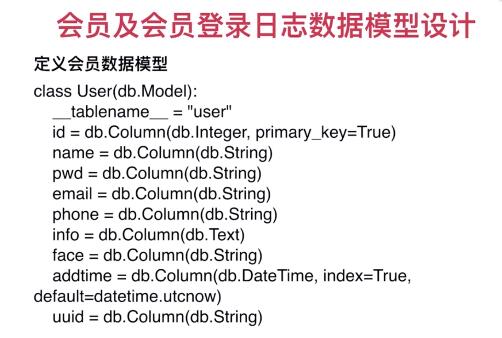 会员及会员登录日志数据模型设计
定义会员数据模型
class User(db.Model):
__tablename__ = "user"
id = db.Column(db.Integer, primary_key=True)
name = db.Column(db.String)
pwd = db.Column(db.String)
email = db.Column(db.String)
phone = db.Column(db.String)
info = db.Column(db.Text)
face = db.Column(db.String)
addtime = db.Column(db.DateTime, index=True,
default=datetime.utcnow)
uuid = db.Column(db.String)